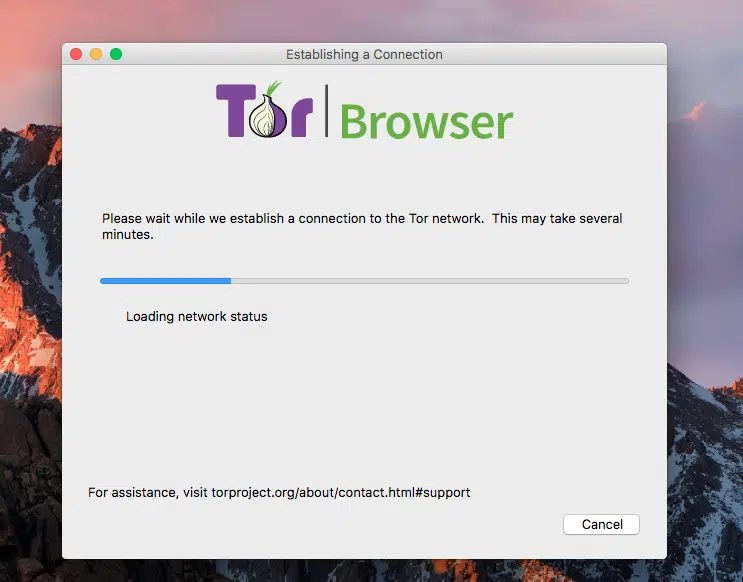 Establishing a Connection
Tor Browser
Please wait while we establish a connection to the Tor network.  This may take several
minutes.
Loading network status
For assistance, visit torproject.org/about/contact.html#support
Cancel